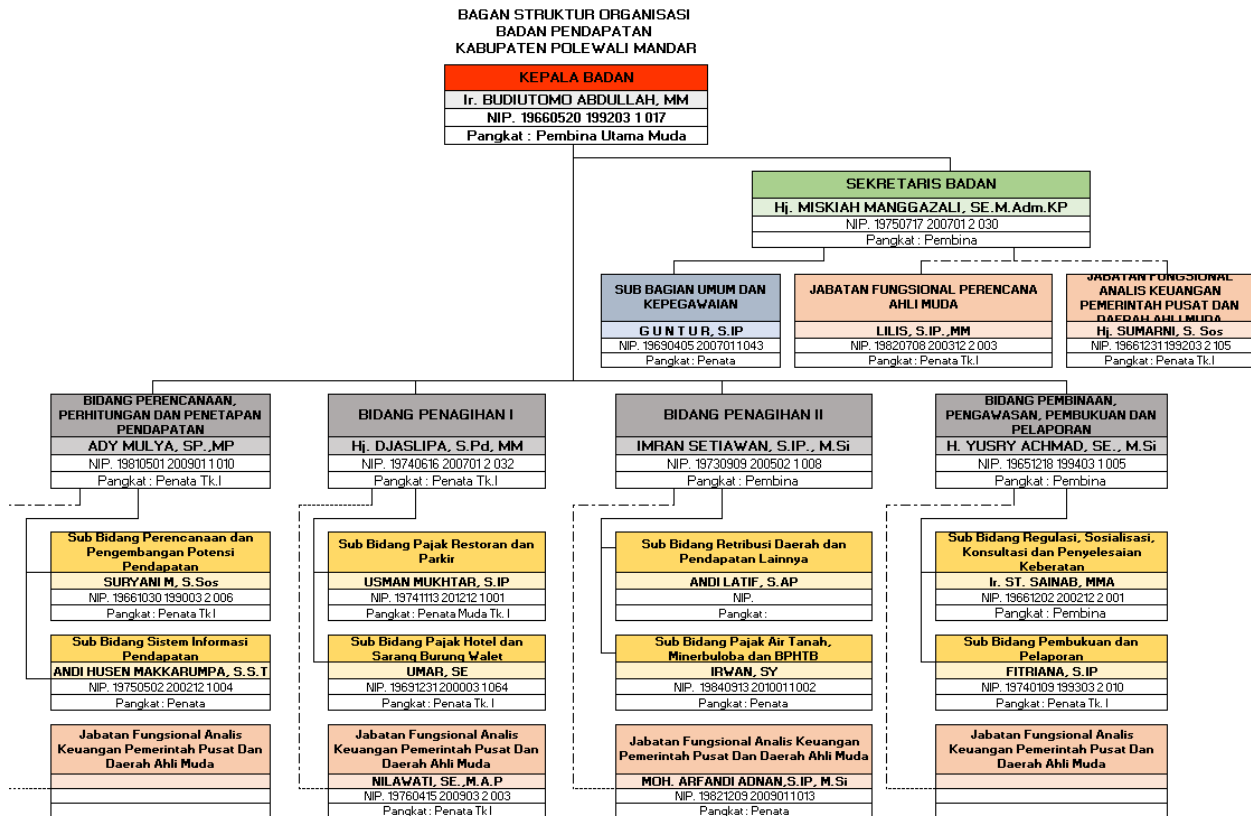 BAGAN STRUKTUR ORGANISASI
BADAN PENDAPATAN
KABUPATEN POLEWALI MANDAR
KEPALA BADAN
Ir. BUDIUTOMO ABDULLAH, MM
NIP. 19660520 199203 1 017
Pangkat : Pembina Utama Muda
SEKRETARIS BADAN
Hj. MISKIAH MANGGAZALI, SE.M.Adm.KP
NIP. 19750717 200701 2 030
Pangkat : Pembina
SUB BAGIAN UMUM DAN
KEPEGAWAIAN
G U N T U R, S.IP
NIP. 19690405 200701 1 043
Pangkat : Penata
JABATAN FUNGSIONAL PERENCANA
AHLI MUDA
LILIS, S.IP.,MM
NIP. 19820708 200312 2 003
Pangkat : Penata Tk.I
JABATAN FUNGSIONAL
ANALIS KEUANGAN
PEMERINTAH PUSAT DAN
DAERAH AHLI MUDA
Hj. SUMARNI, S. Sos
NIP. 19661231 199203 2 105
Pangkat : Penata Tk.I
BIDANG PERENCANAAN,
PERHITUNGAN DAN PENETAPAN
PENDAPATAN
ADY MULYA, SP.,MP
NIP. 19810501 200901 1 010
Pangkat : Penata Tk.I
BIDANG PENAGIHAN I
Hj. DJASLIPA, S.Pd, MM
NIP. 19740616 200701 2 032
Pangkat : Penata Tk.I
BIDANG PENAGIHAN II
IMRAN SETIAWAN, S.IP., M.Si
NIP. 19730909 200502 1 008
Pangkat : Pembina
BIDANG PEMBINAAN,
PENGAWASAN, PEMBUKUAN DAN
PELAPORAN
H. YUSRY ACHMAD, SE., M.Si
NIP. 19651218 199403 1 005
Pangkat : Pembina
Sub Bidang Perencanaan dan
Pengembangan Potensi
Pendapatan
SURYANI M, S.Sos
NIP. 19661030 199003 2 006
Pangkat : Penata Tk I
Sub Bidang Pajak Restoran dan
Parkir
USMAN MUKHTAR, S.IP
NIP. 19741113 201212 1 001
Pangkat : Penata Muda Tk. I
Sub Bidang Retribusi Daerah dan
Pendapatan Lainnya
ANDI LATIF, S.AP
NIP.
Pangkat :
Sub Bidang Regulasi, Sosialisasi,
Konsultasi dan Penyelesaian
Keberatan
Ir. ST. SAINAB, MMA
NIP. 19661202 200212 2 001
Pangkat : Pembina
Sub Bidang Sistem Informasi
Pendapatan
ANDI HUSEN MAKKARUMPA, S.S.T
NIP. 19750502 200212 1 004
Pangkat : Penata
Sub Bidang Pajak Hotel dan
Sarang Burung Walet
UMAR, SE
NIP. 19691231 200003 1 064
Pangkat : Penata Tk. I
Sub Bidang Pajak Air Tanah,
Minerbuloba dan BPHTB
IRWAN, SY
NIP. 19840913 201001 1 002
Pangkat : Penata
Sub Bidang Pembukuan dan
Pelaporan
FITRIANA, S.IP
NIP. 19740109 199303 2 010
Pangkat : Penata Tk. I
Jabatan Fungsional Analis
Keuangan Pemerintah Pusat Dan
Daerah Ahli Muda
Jabatan Fungsional Analis
Keuangan Pemerintah Pusat Dan
Daerah Ahli Muda
NILAWATI, SE.,M.A.P
NIP. 19760415 200903 2 003
Pangkat : Penata Tk I
Jabatan Fungsional Analis Keuangan
Pemerintah Pusat Dan Daerah Ahli Muda
MOH. ARFANDI ADNAN,S.IP, M.Si
NIP. 19821209 200901 1 013
Pangkat : Penata
Jabatan Fungsional Analis
Keuangan Pemerintah Pusat Dan
Daerah Ahli Muda